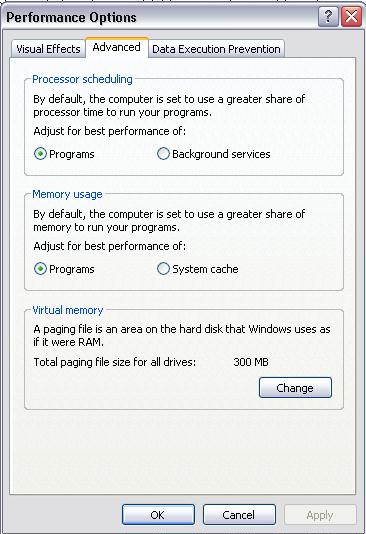 Performance Options
Visual Effects Advanced Data Execution Prevention
Processor scheduling
By default, the computer is set to use a greater share of
processor time to run your programs.
Adjust for best performance of:
Programs Background services
Memory usage
By default, the computer is set to use a greater share of
memory to run your programs.
Adjust for best performance of:
Programs System cache
Virtual memory
A paging file is an area on the hard disk that Windows uses as
if it were RAM.
Total paging file size for all drives: 300 MB
Change
OK Cancel Apply